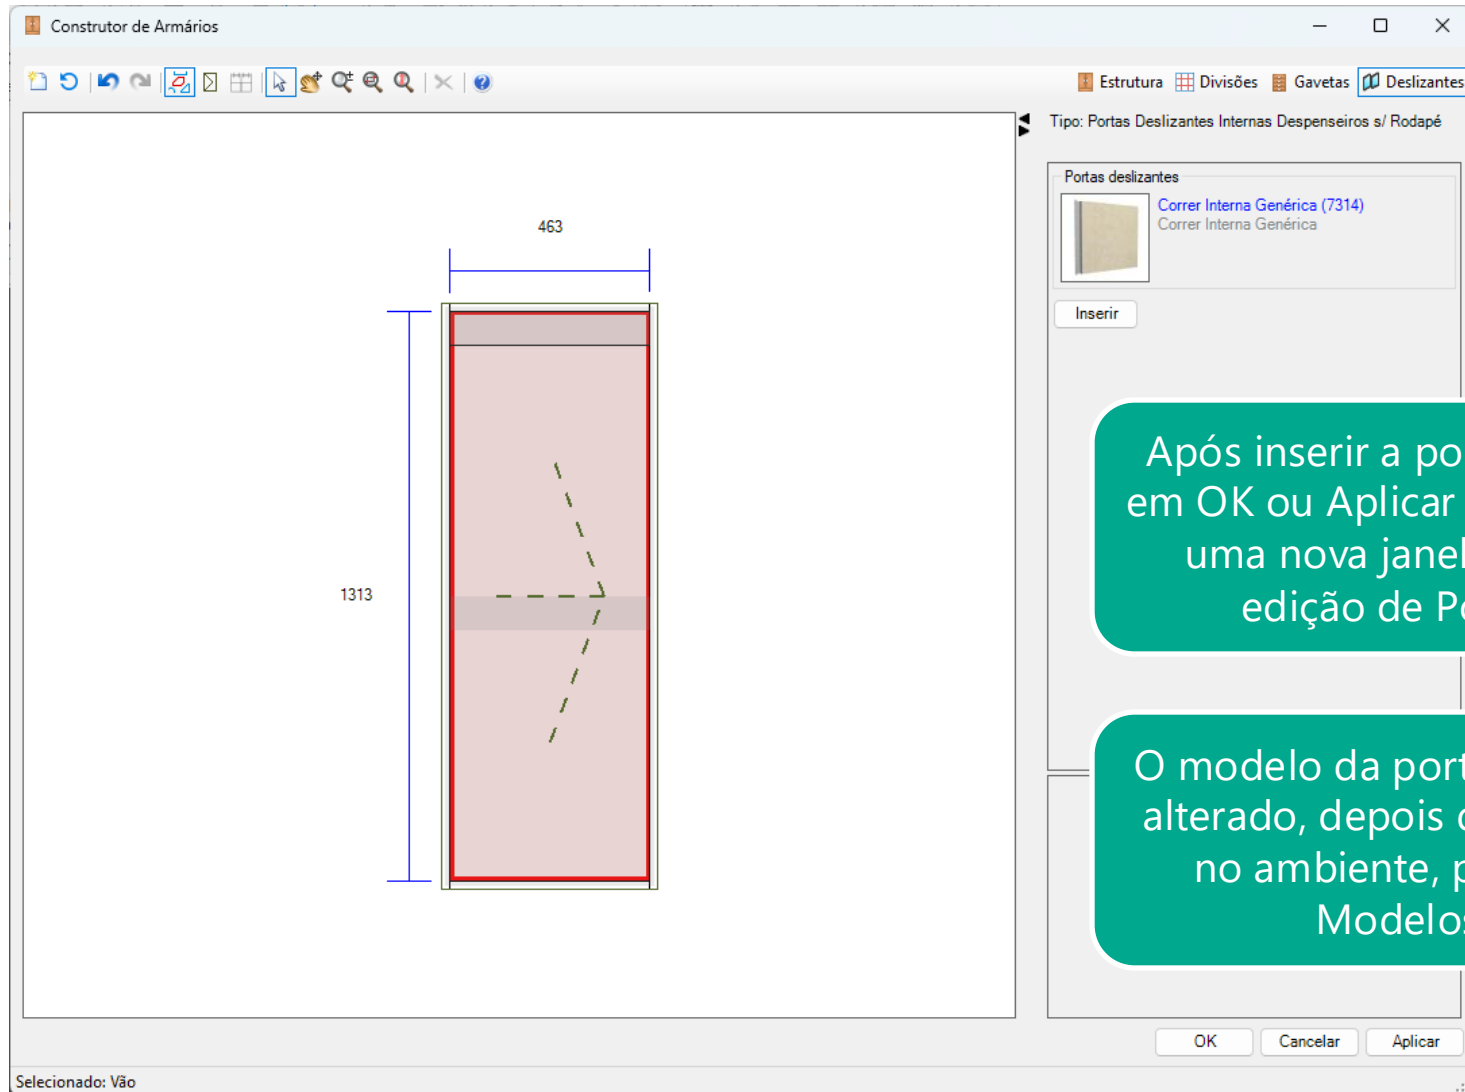 Construtor de Armários
Estrutura Divisões Gavetas Deslizantes
Tipo: Portas Deslizantes Internas Despenseiros s/ Rodapé
Portas deslizantes
Correr Interna Genérica (7314)
Correr Interna Genérica
Inserir
463
1313
Após inserir a po
em OK ou Aplicar
uma nova janel
edição de Po
O modelo da port
alterado, depois
no ambiente, p
Modelos
OK Cancelar Aplicar
Selecionado: Vão